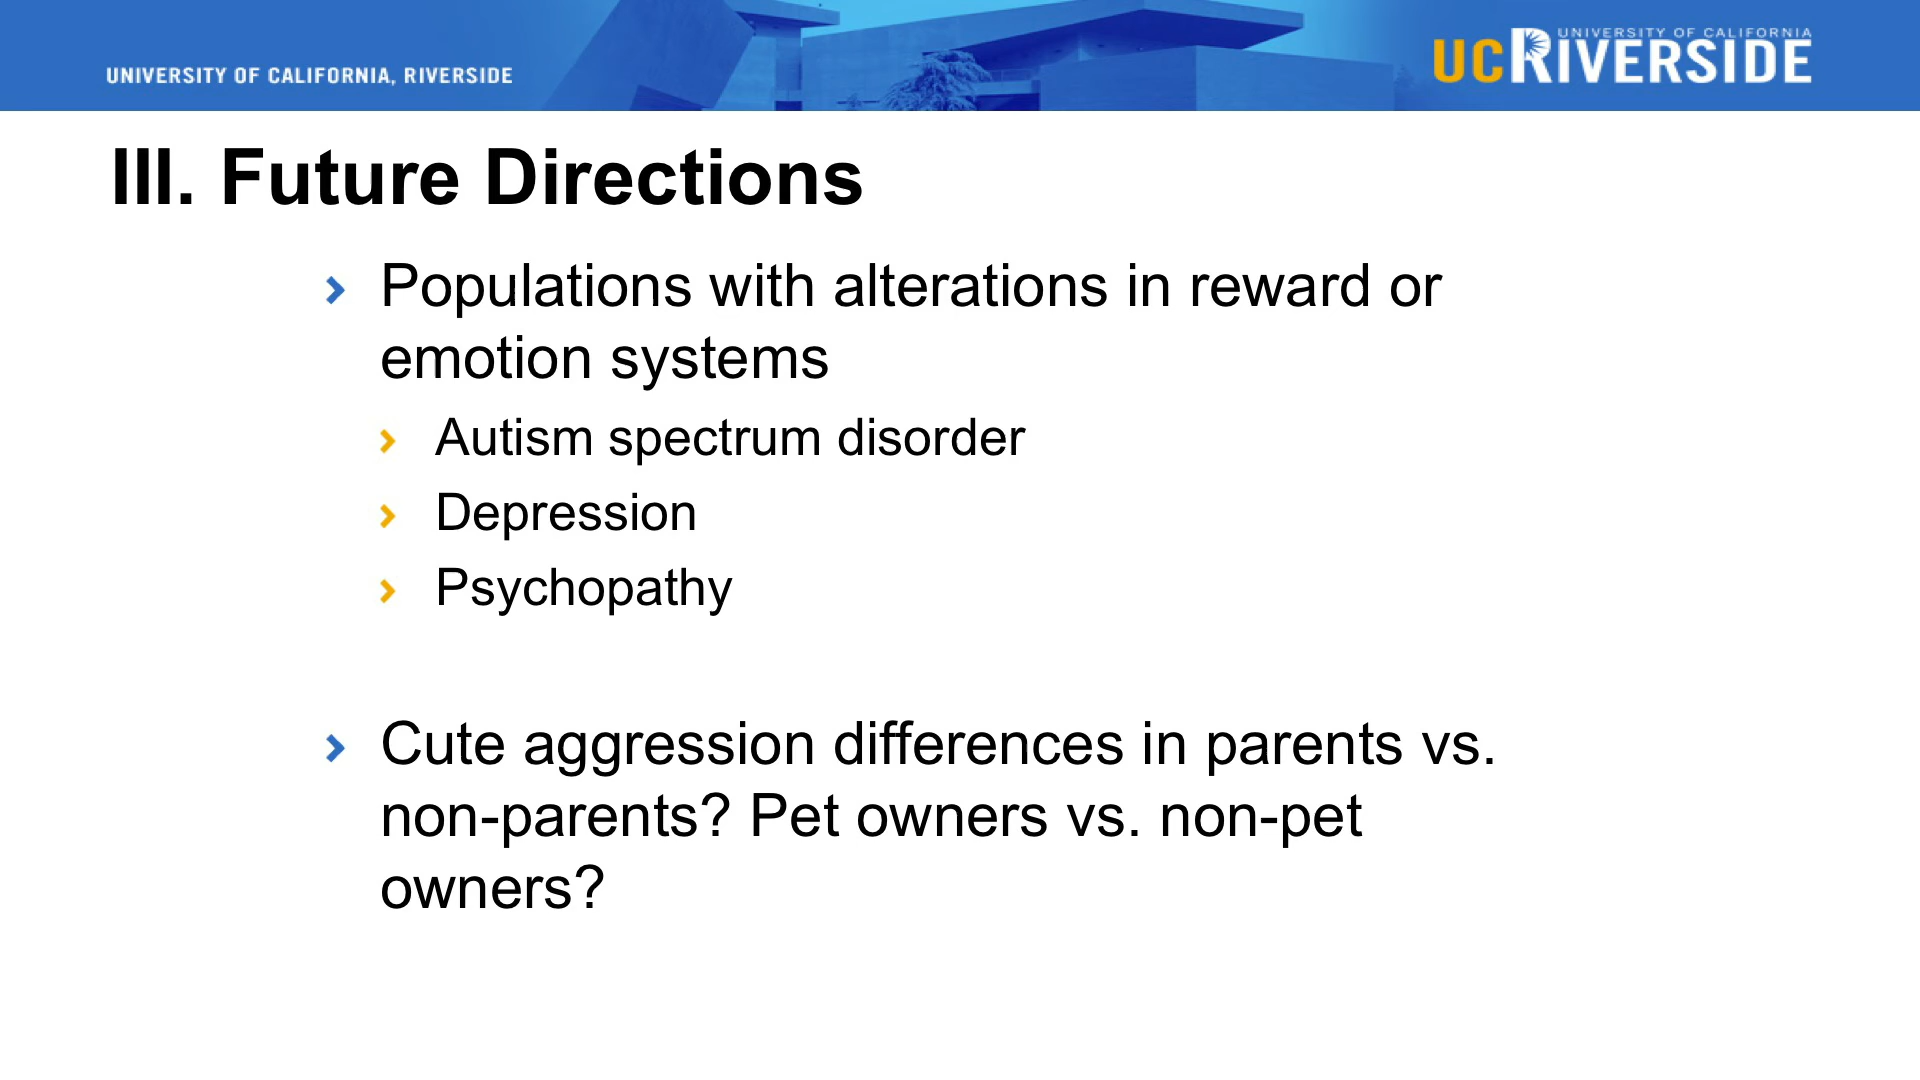 UNIVERSITY OF CALIFORNIA, RIVERSIDE
UNIVERSITY OF CALIFORNIA
UCRIVERSIDE
III. Future Directions
Populations with alterations in reward or
emotion systems
Autism spectrum disorder
Depression
Psychopathy
Cute aggression differences in parents vs.
non-parents? Pet owners vs. non-pet
owners?